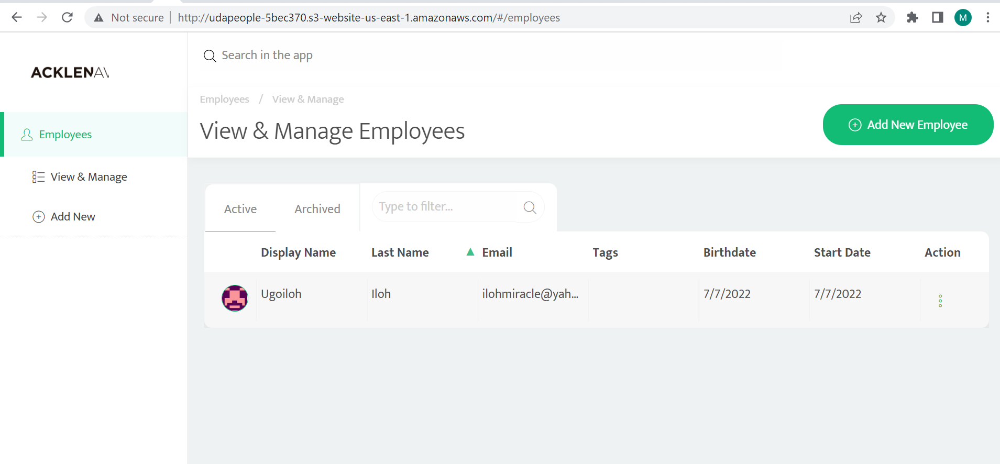 Not secure | http://udapeople-5bec370.s3-website-us-east-1.amazonaws.com/#/employees M
ACKLENAV
Search in the app
Employees / View & Manage
View & Manage Employees
Add New Employee
Employees
View & Manage
Add New
Active Archived Type to filter...
Display Name Last Name Email Tags Birthdate Start Date Action
Ugoiloh Iloh ilohmiracle@yah... 7/7/2022 7/7/2022